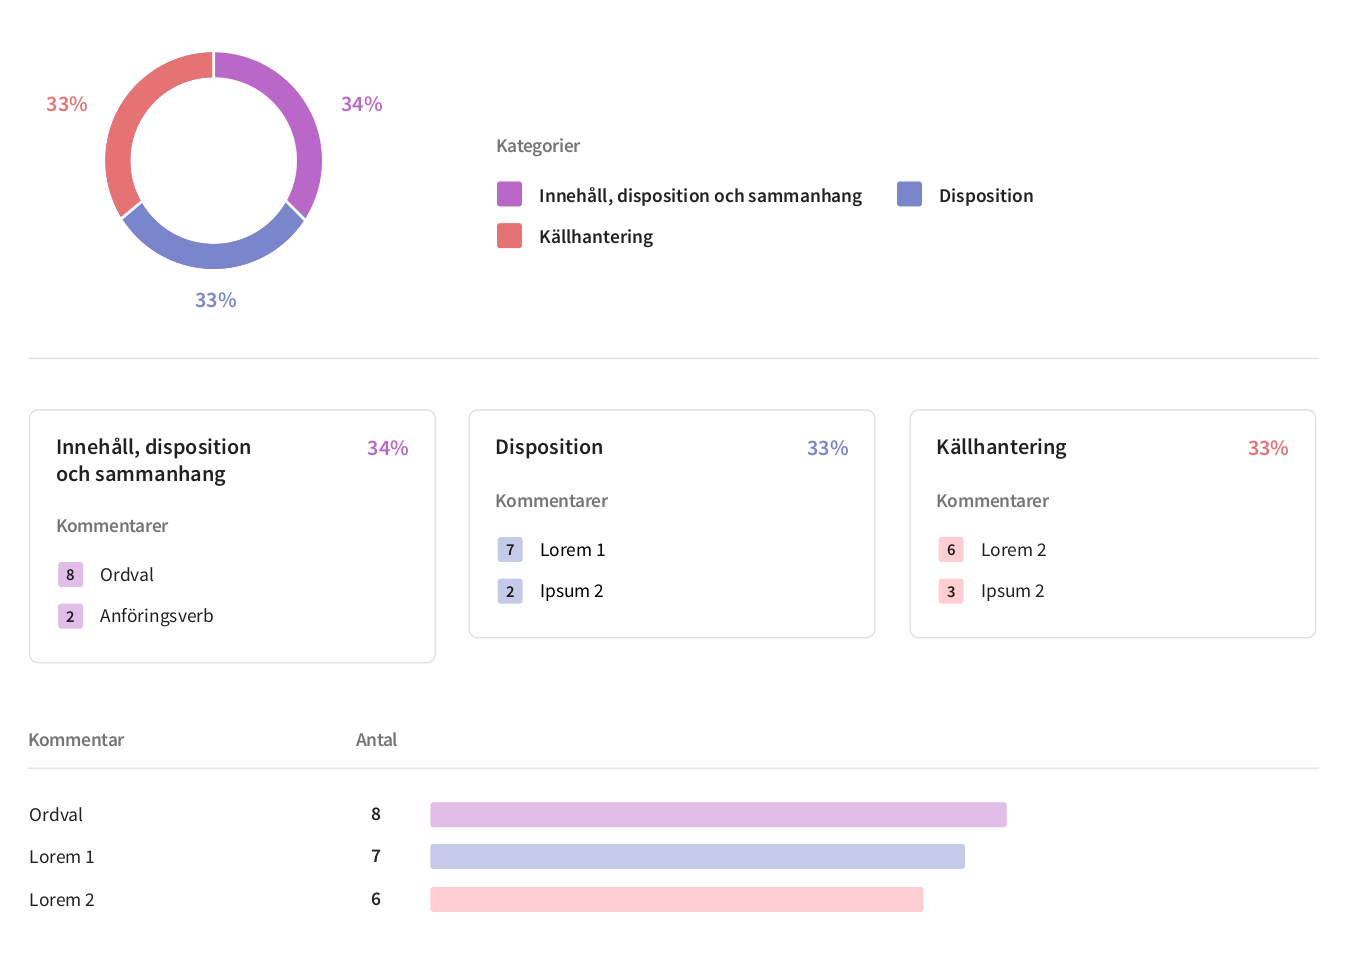 33%
34%
33%
Kategorier
Innehåll, disposition och sammanhang
Disposition
Källhantering
Innehåll, disposition
och sammanhang
34%
Kommentarer
8 Ordval
2 Anföringsverb
Disposition
33%
Kommentarer
7 Lorem 1
2 Ipsum 2
Källhantering
33%
Kommentarer
6 Lorem 2
3 Ipsum 2
Kommentar Antal
Ordval 8
Lorem 1 7
Lorem 2 6